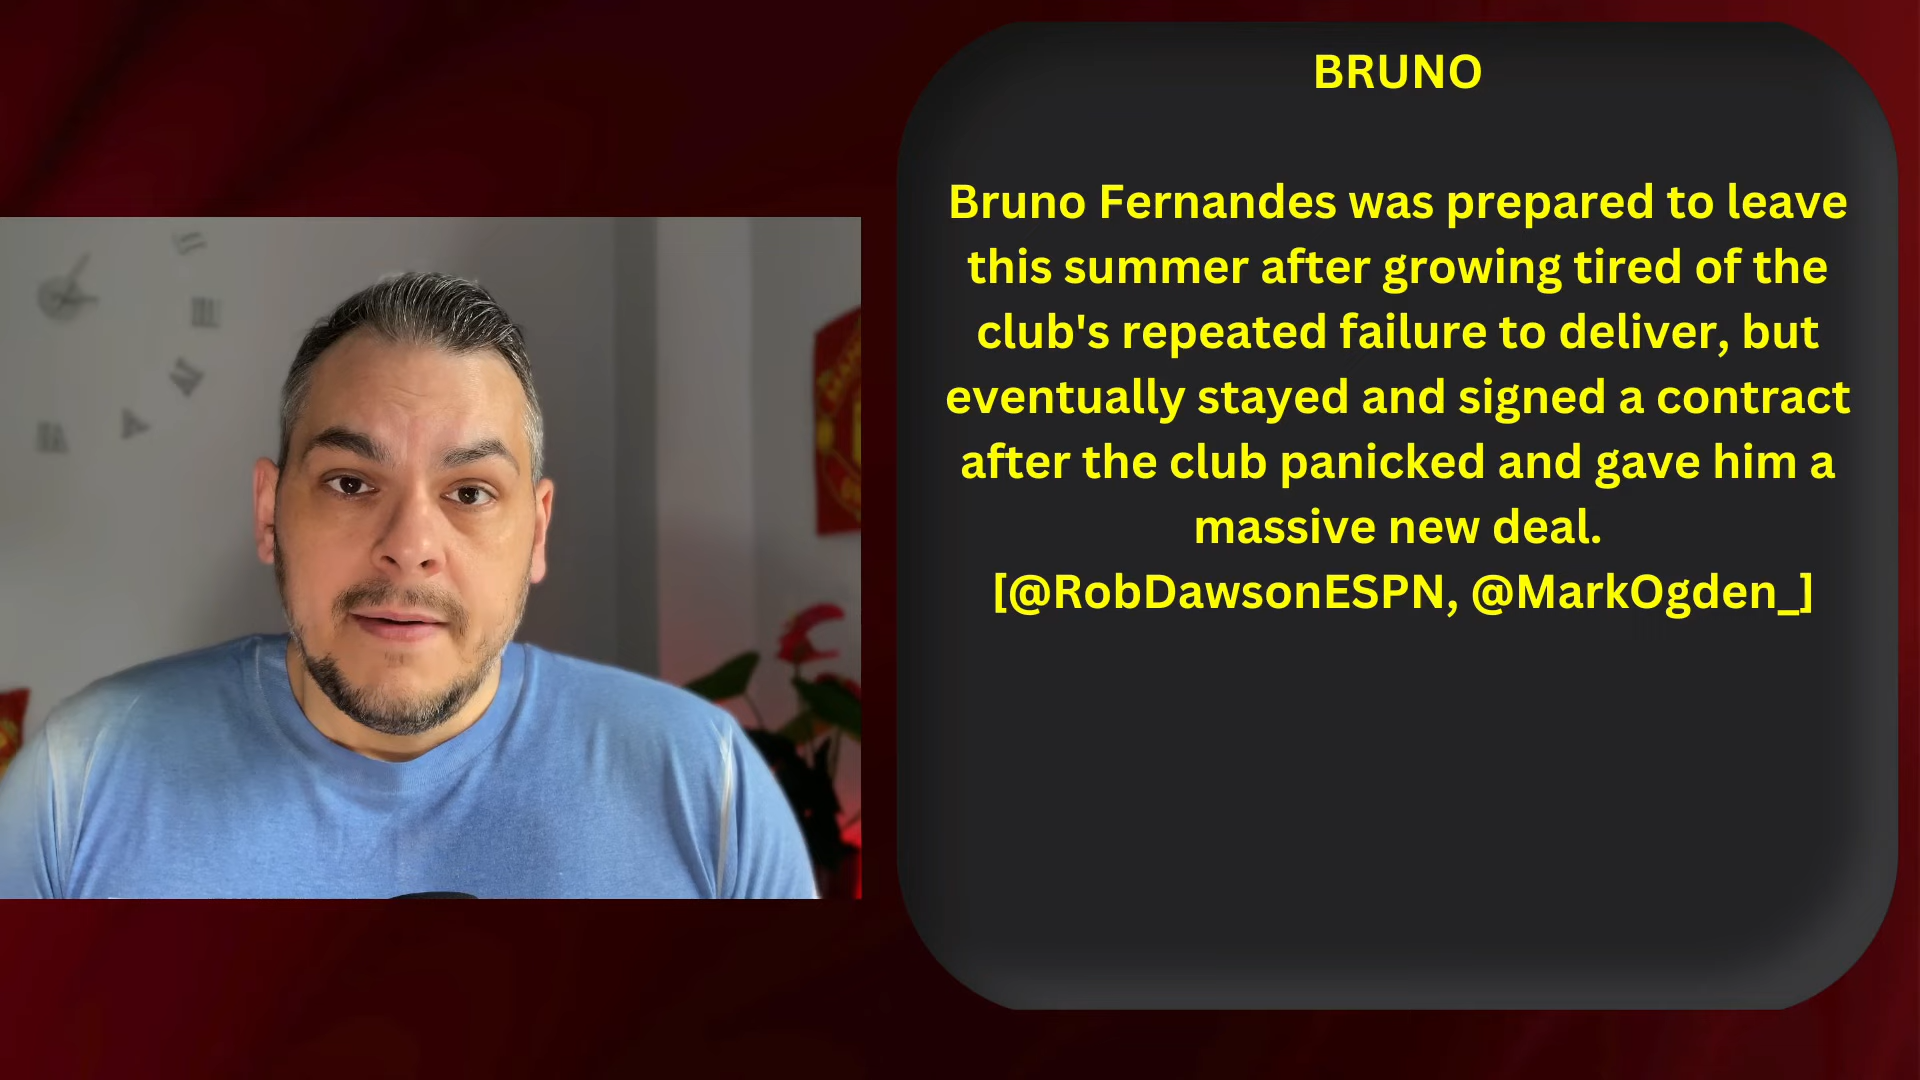 BRUNO
Bruno Fernandes was prepared to leave
this summer after growing tired of the
club's repeated failure to deliver, but
eventually stayed and signed a contract
after the club panicked and gave him a
massive new deal.
[@RobDawsonESPN, @MarkOgden_]